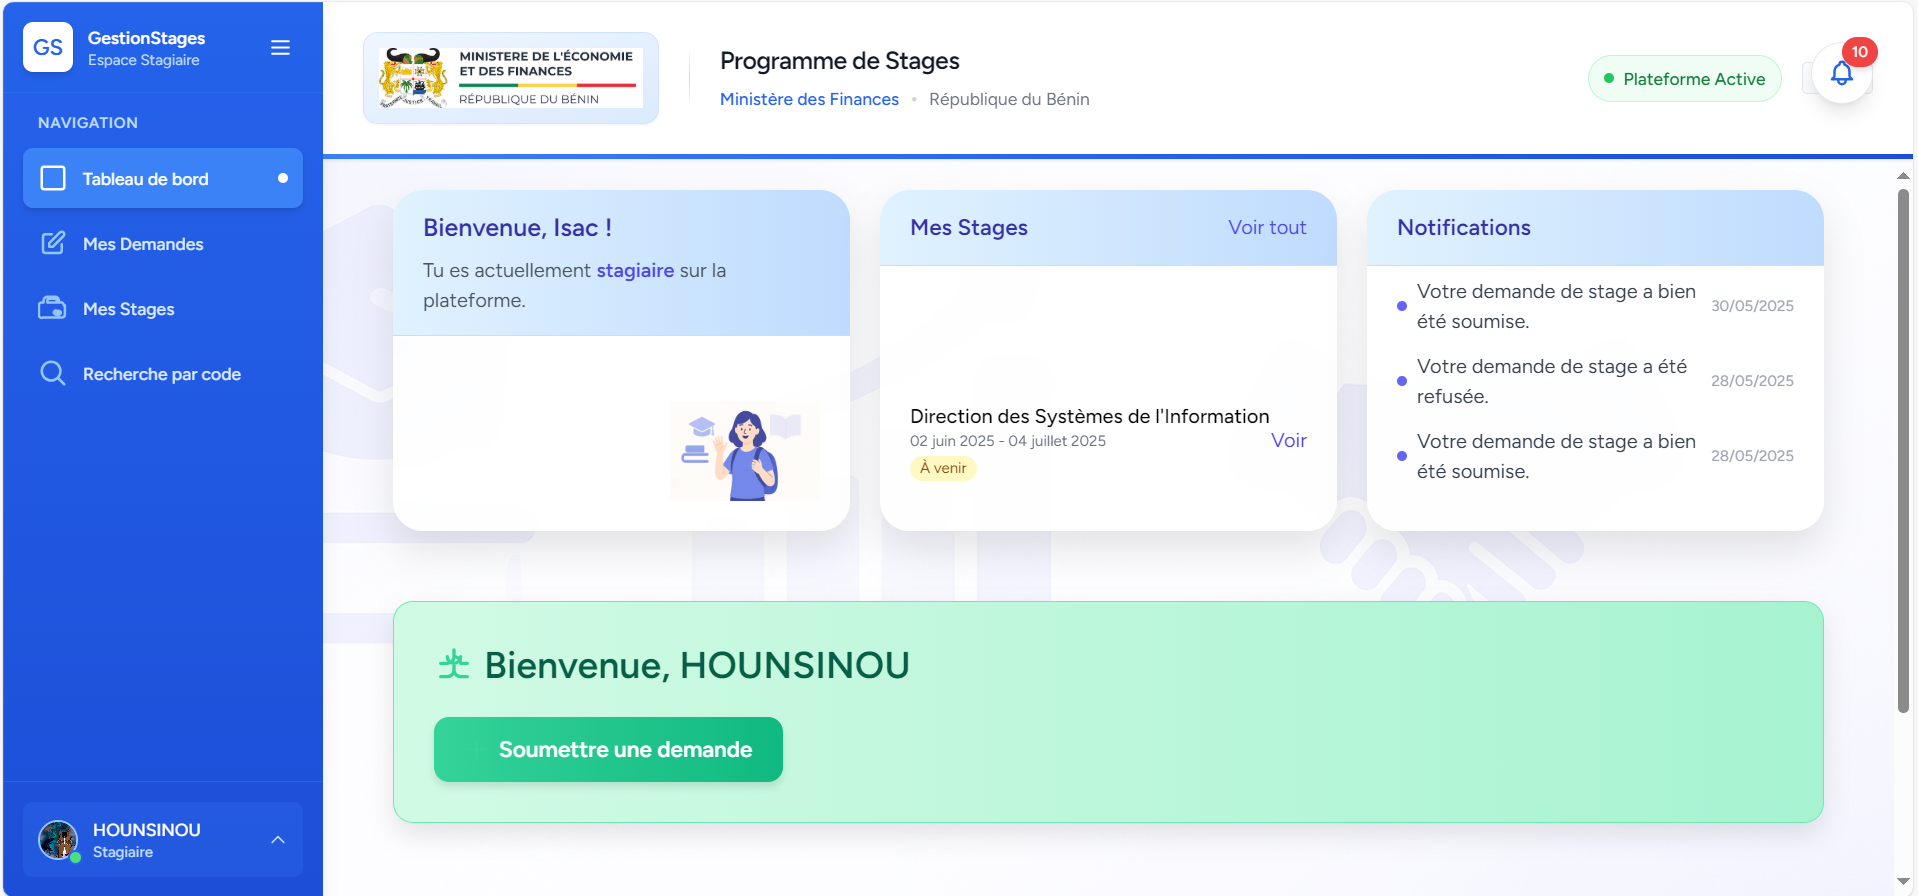 GS
GestionStages
Espace Stagiaire
NAVIGATION
Tableau de bord
Mes Demandes
Mes Stages
Recherche par code
HOUNSINOU
Stagiaire
MINISTERE DE L'ÉCONOMIE
ET DES FINANCES
RÉPUBLIQUE DU BÉNIN
Programme de Stages
Ministère des Finances • République du Bénin
Plateforme Active
10
Bienvenue, Isac !
Tu es actuellement stagiaire sur la
plateforme.
Mes Stages
Voir tout
Direction des Systèmes de l'Information
02 juin 2025 - 04 juillet 2025
Voir
À venir
Notifications
Votre demande de stage a bien
été soumise.
30/05/2025
Votre demande de stage a été
refusée.
28/05/2025
Votre demande de stage a bien
été soumise.
28/05/2025
Bienvenue, HOUNSINOU
Soumettre une demande